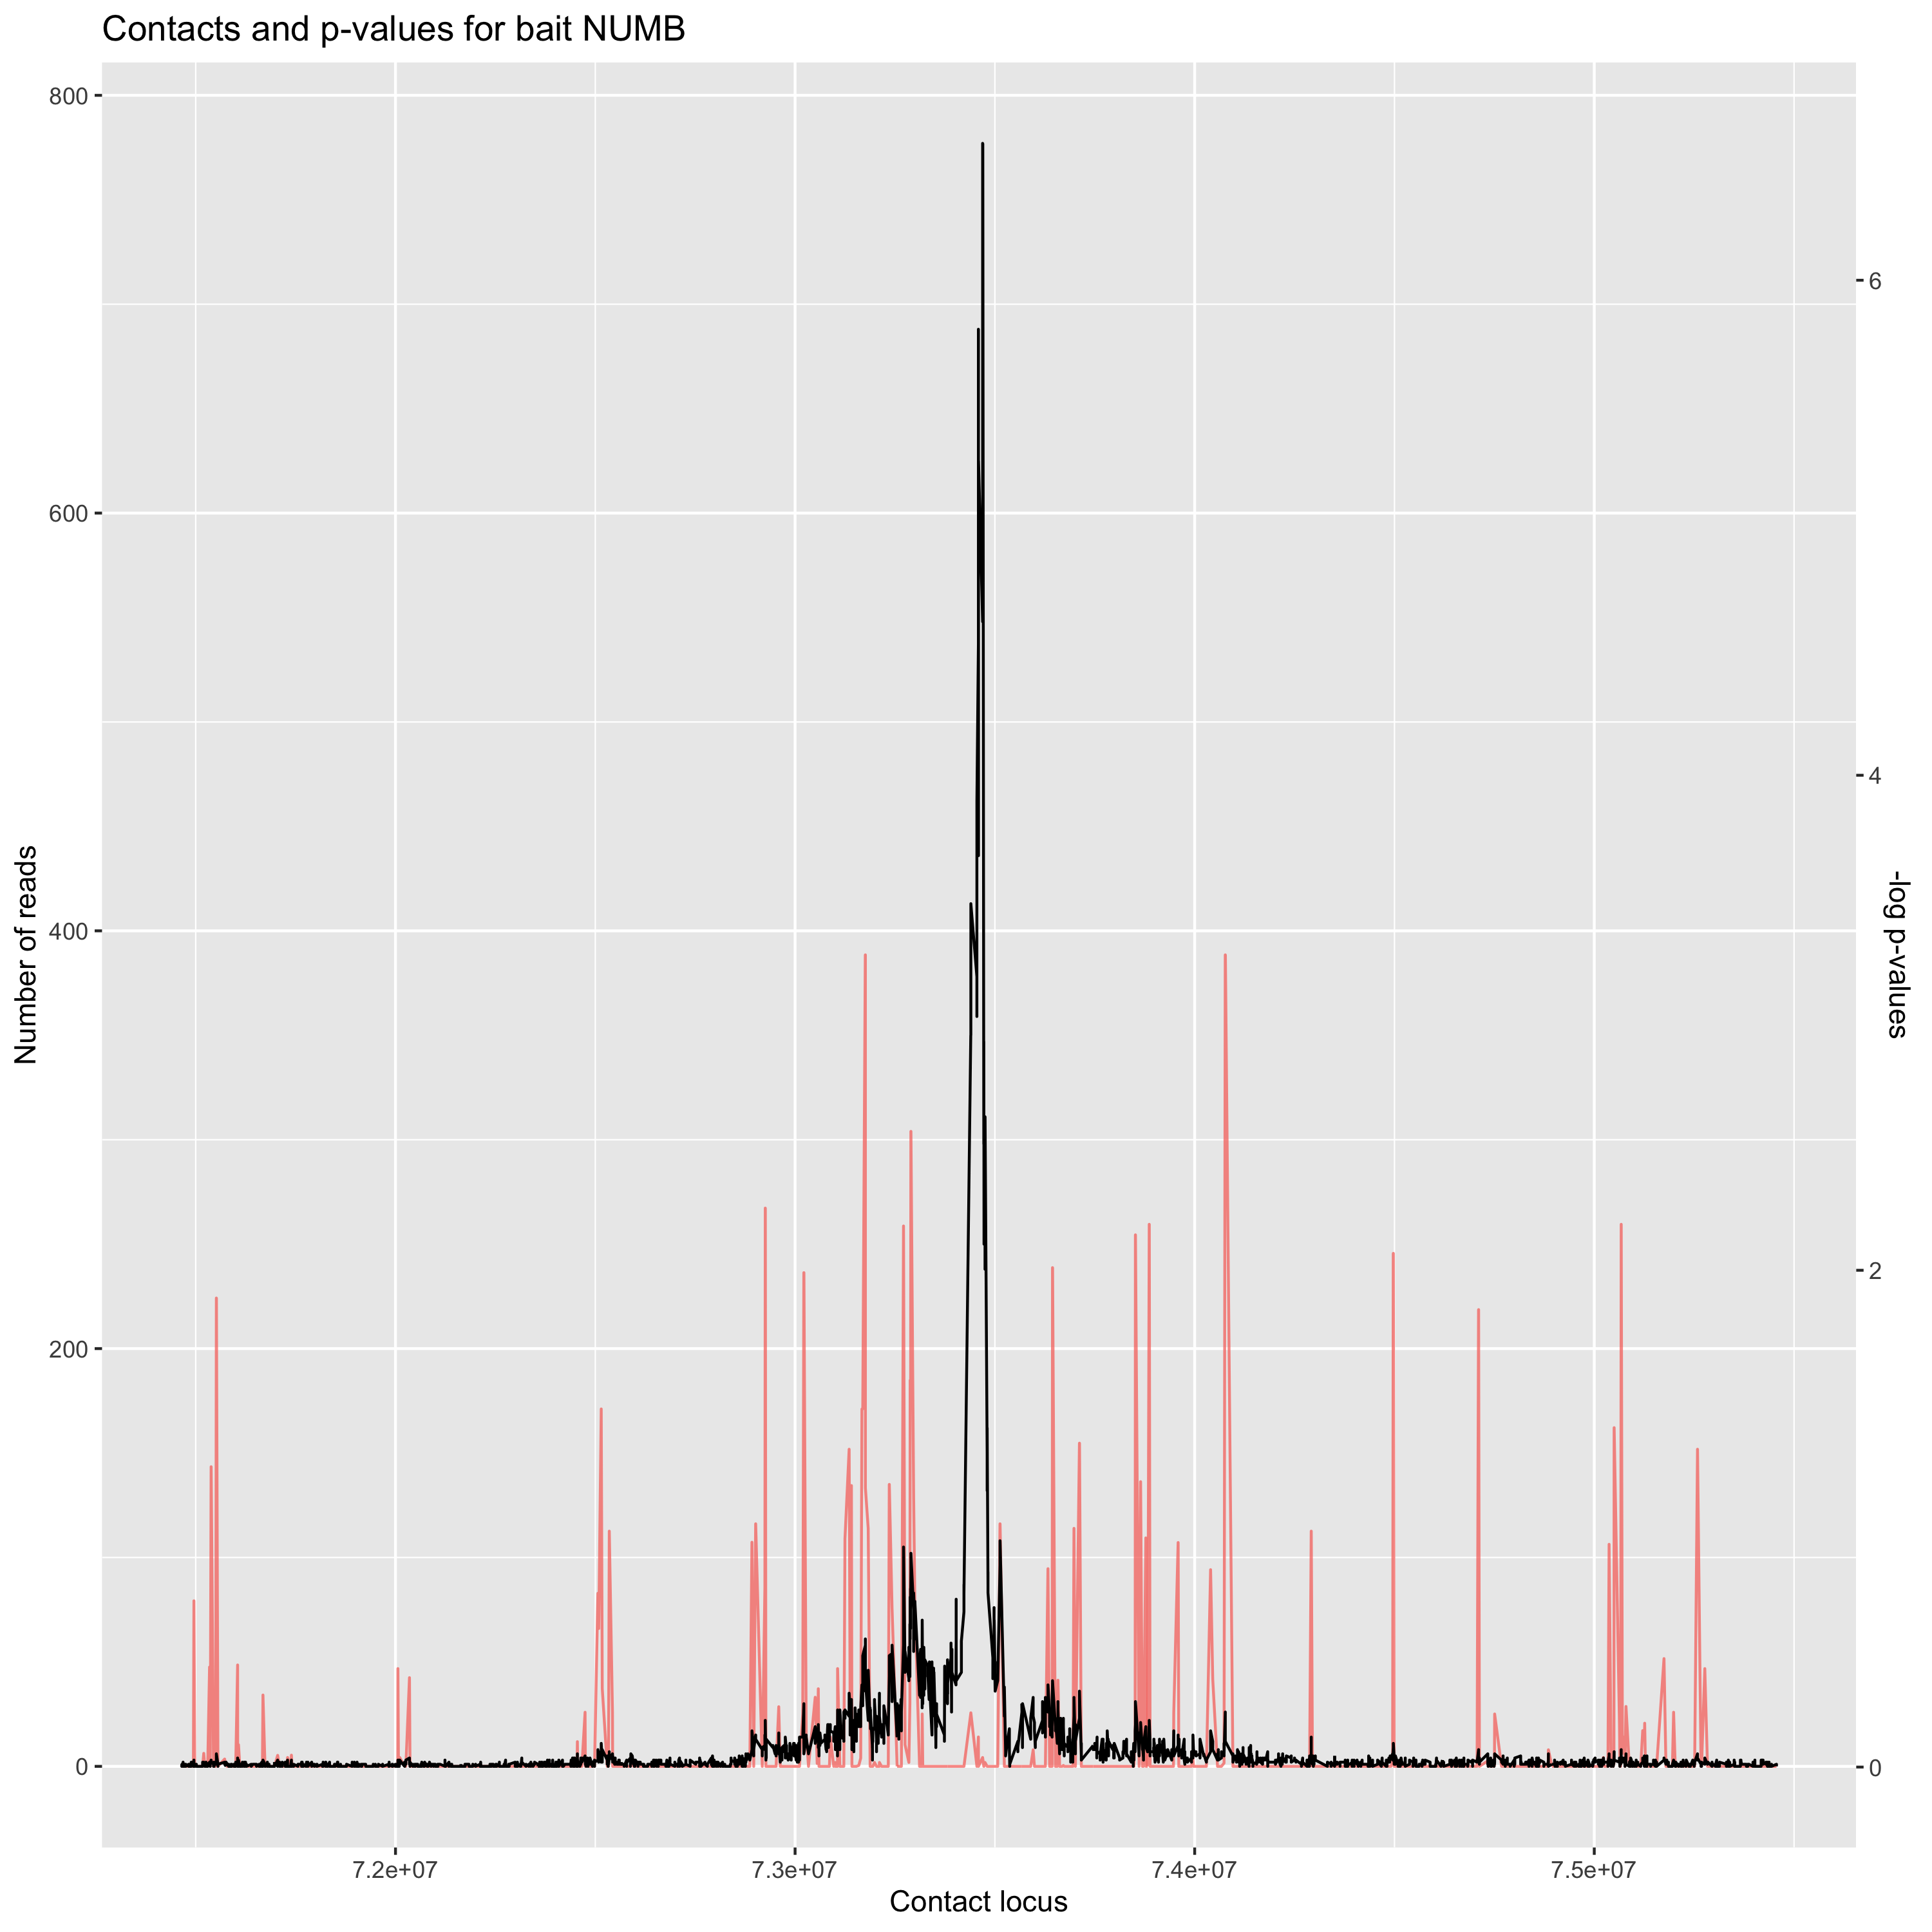 Contacts and p-values for bait NUMB
800
600
400
200
0
Number of reads
6
4
2
0
-log p-values
7.2e+07
7.3e+07
7.4e+07
7.5e+07
Contact locus